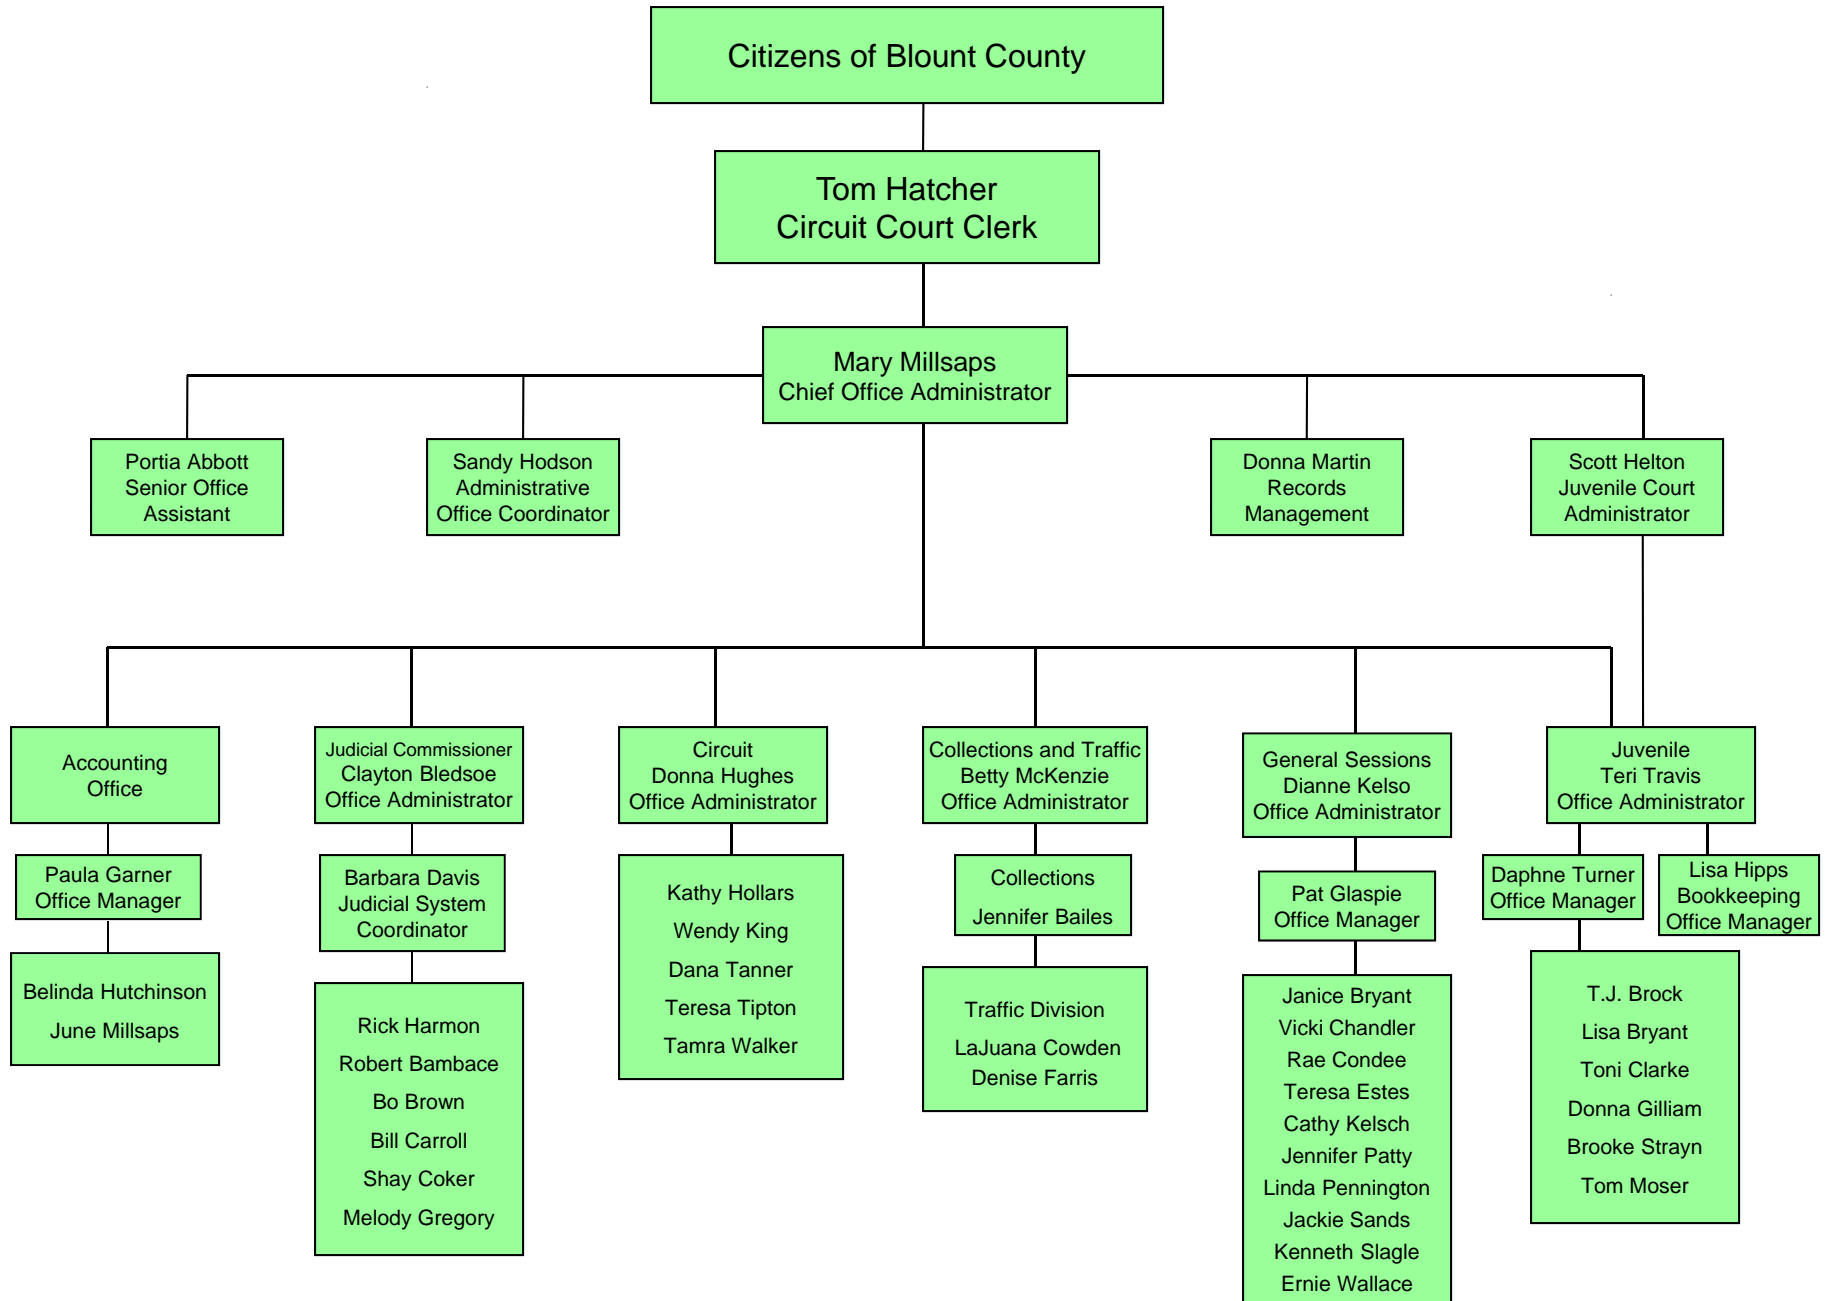 Citizens of Blount County
Tom Hatcher
Circuit Court Clerk
Mary Millsaps
Chief Office Administrator
Portia Abbott
Senior Office
Assistant
Sandy Hodson
Administrative
Office Coordinator
Donna Martin
Records
Management
Scott Helton
Juvenile Court
Administrator
Accounting
Office
Paula Garner
Office Manager
Belinda Hutchinson
June Millsaps
Judicial Commissioner
Clayton Bledsoe
Office Administrator
Barbara Davis
Judicial System
Coordinator
Rick Harmon
Robert Bambace
Bo Brown
Bill Carroll
Shay Coker
Melody Gregory
Circuit
Donna Hughes
Office Administrator
Kathy Hollars
Wendy King
Dana Tanner
Teresa Tipton
Tamra Walker
Collections and Traffic
Betty McKenzie
Office Administrator
Collections
Jennifer Bailes
Traffic Division
LaJuana Cowden
Denise Farris
General Sessions
Dianne Kelso
Office Administrator
Pat Glaspie
Office Manager
Janice Bryant
Vicki Chandler
Rae Condee
Teresa Estes
Cathy Kelsch
Jennifer Patty
Linda Pennington
Jackie Sands
Kenneth Slagle
Ernie Wallace
Juvenile
Teri Travis
Office Administrator
Daphne Turner
Office Manager
Lisa Hipps
Bookkeeping
Office Manager
T.J. Brock
Lisa Bryant
Toni Clarke
Donna Gilliam
Brooke Strayn
Tom Moser